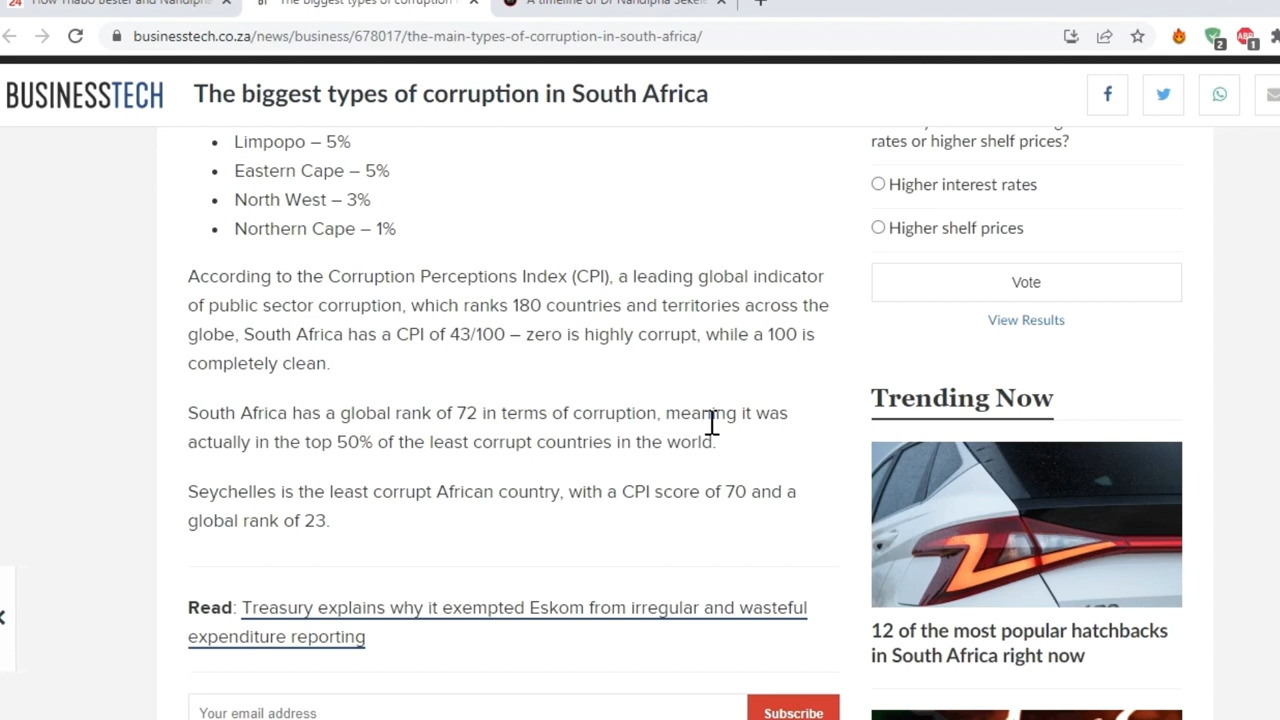 24 How Thabo Bester and Nandipha
The biggest types of corruption
A timeline of Dr Nandipha Sekele
businesstech.co.za/news/business/678017/the-main-types-of-corruption-in-south-africa/
2
1
BUSINESSTECH
The biggest types of corruption in South Africa
Limpopo – 5%
Eastern Cape – 5%
North West – 3%
Northern Cape – 1%
According to the Corruption Perceptions Index (CPI), a leading global indicator
of public sector corruption, which ranks 180 countries and territories across the
globe, South Africa has a CPI of 43/100 – zero is highly corrupt, while a 100 is
completely clean.
South Africa has a global rank of 72 in terms of corruption, meaning it was
actually in the top 50% of the least corrupt countries in the world.
Seychelles is the least corrupt African country, with a CPI score of 70 and a
global rank of 23.
Read: Treasury explains why it exempted Eskom from irregular and wasteful
expenditure reporting
Your email address
Subscribe
rates or higher shelf prices?
Higher interest rates
Higher shelf prices
Vote
View Results
Trending Now
12 of the most popular hatchbacks
in South Africa right now